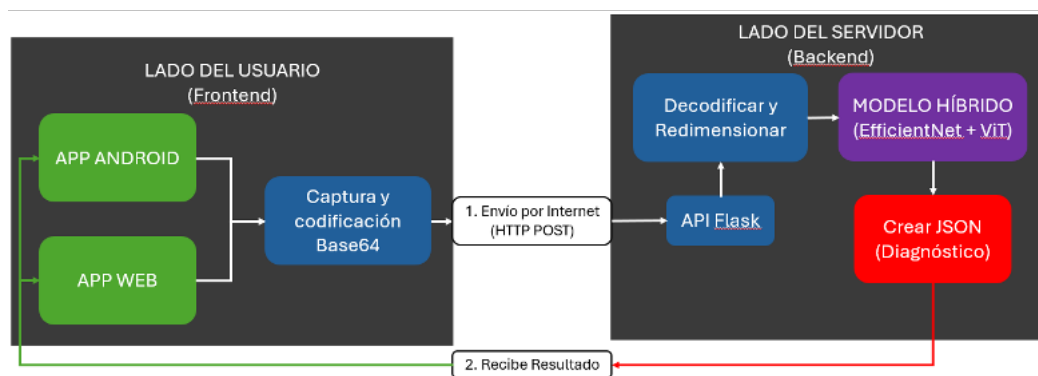 LADO DEL USUARIO
(Frontend)
APP ANDROID
APP WEB
Captura y
codificación
Base64
1. Envío por Internet
(HTTP POST)
LADO DEL SERVIDOR
(Backend)
API Flask
Decodificar y
Redimensionar
MODELO HÍBRIDO
(EfficientNet + ViT)
Crear JSON
(Diagnóstico)
2. Recibe Resultado